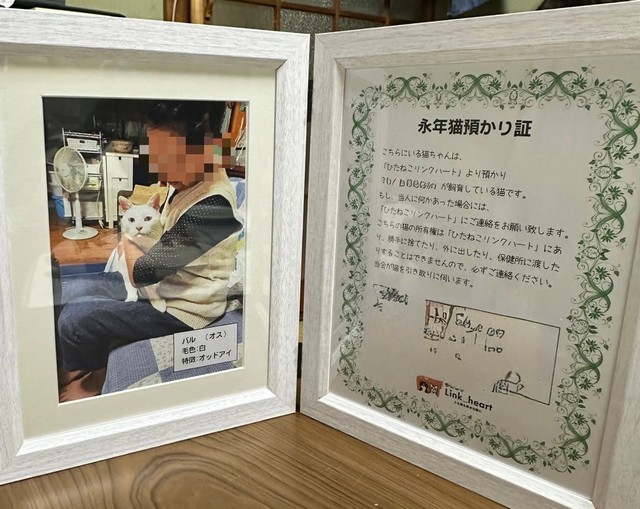 バル （オス）
毛色:白
特徴:オッドアイ
永年猫預かり証
こちらにいる猫ちゃんは、
「ひたねこリンクハート」より預かり
が飼育している猫です。
もし、当人に何かあった場合には、
「ひたねこリンクハート」にご連絡をお願い致します。
こちらの猫の所有権は「ひたねこリンクハート」にあ
り、勝手に捨てたり、外に出したり、保健所に渡した
りすることはできませんので、必ずご連絡ください。
当会が猫を引き取りに伺います。
Link heart